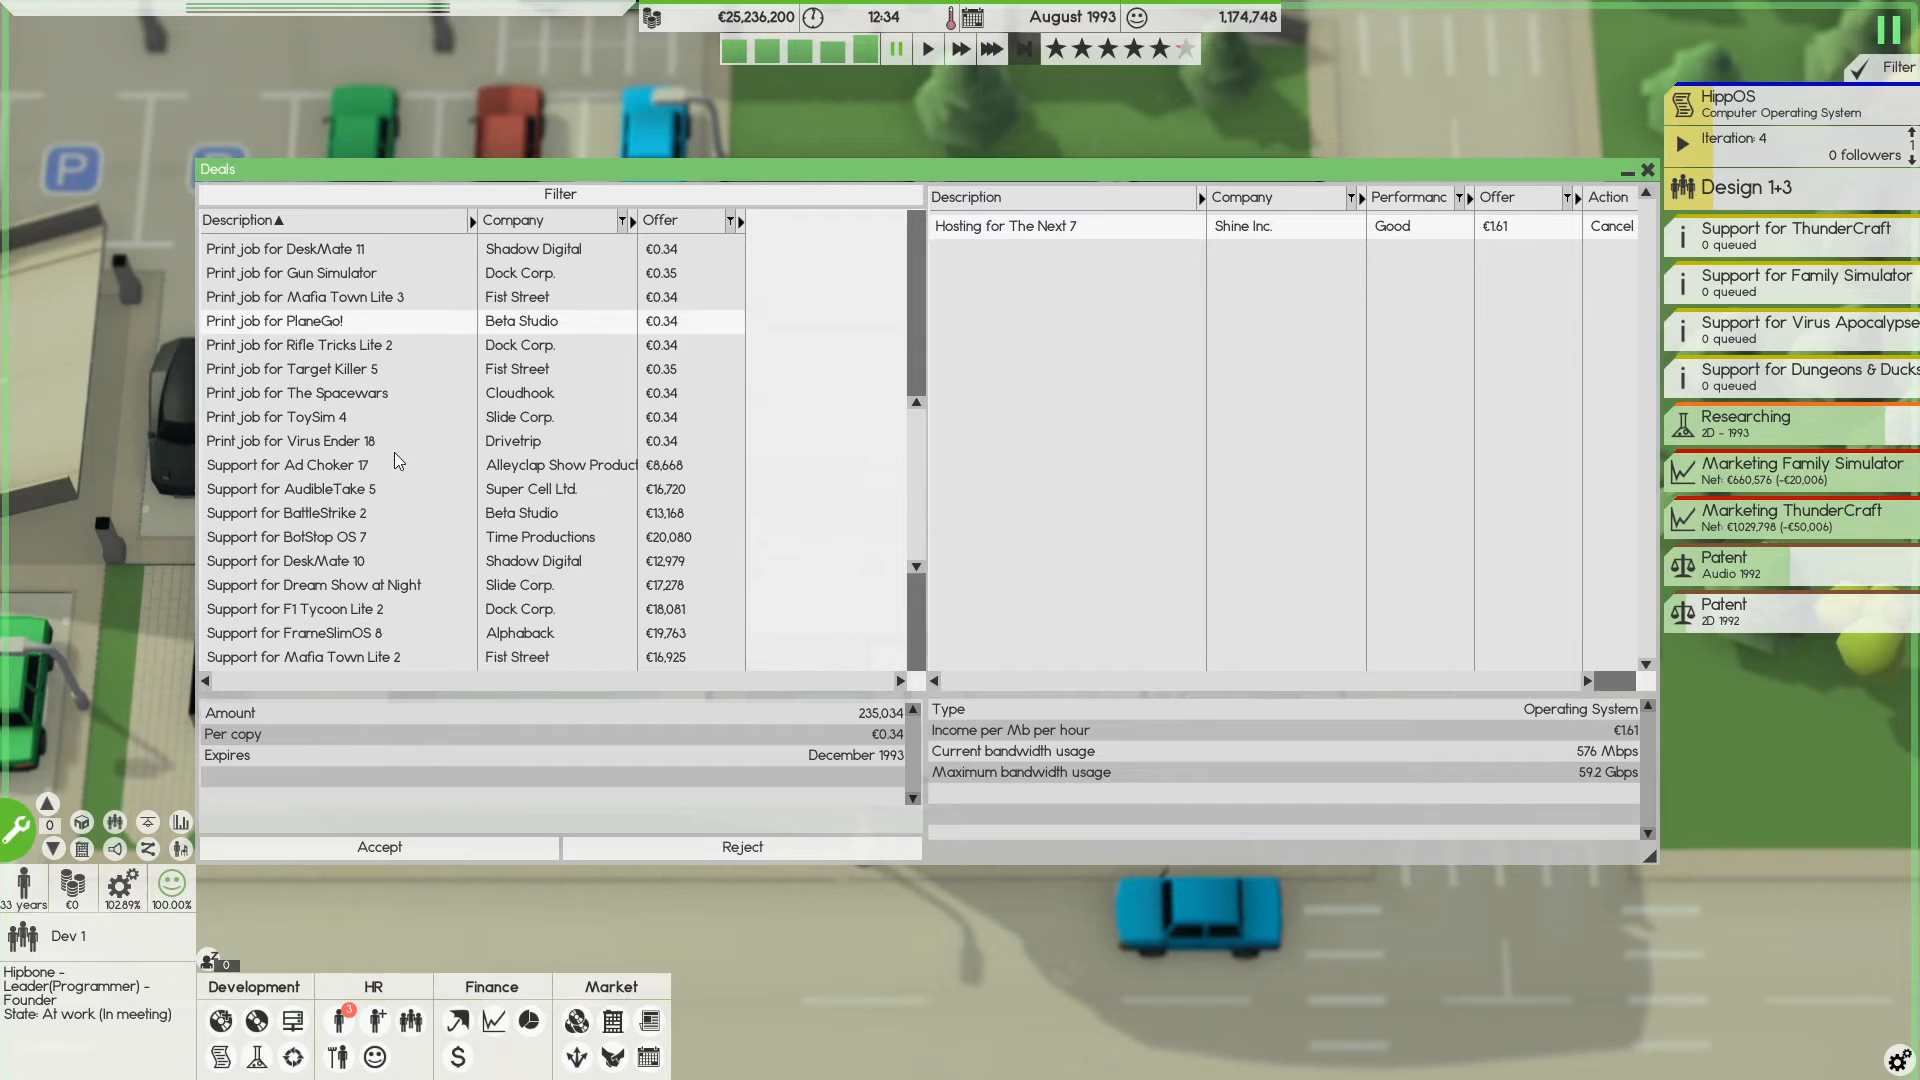 €25,236,200
12:34
August 1993
1,174,748
Filter
HippOS
Computer Operating System
Iteration: 4
1
0 followers
Design 1+3
Support for ThunderCraft
0 queued
Support for Family Simulator
0 queued
Support for Virus Apocalypse
0 queued
Support for Dungeons & Ducks
0 queued
Researching
2D - 1993
Marketing Family Simulator
Net: €660,576 (-€20,006)
Marketing ThunderCraft
Net: €1,029,798 (-€50,006)
Patent
Audio 1992
Patent
2D 1992
P
Deals
Filter
Description Company Offer
Print job for DeskMate 11 Shadow Digital €0.34
Print job for Gun Simulator Dock Corp. €0.35
Print job for Mafia Town Lite 3 Fist Street €0.34
Print job for PlaneGo! Beta Studio €0.34
Print job for Rifle Tricks Lite 2 Dock Corp. €0.34
Print job for Target Killer 5 Fist Street €0.35
Print job for The Spacewars Cloudhook €0.34
Print job for ToySim 4 Slide Corp. €0.34
Print job for Virus Ender 18 Drivetrip €0.34
Support for Ad Choker 17 Alleyclap Show Product €8,668
Support for AudibleTake 5 Super Cell Ltd. €16,720
Support for BattleStrike 2 Beta Studio €13,168
Support for BotStop OS 7 Time Productions €20,080
Support for DeskMate 10 Shadow Digital €12,979
Support for Dream Show at Night Slide Corp. €17,278
Support for F1 Tycoon Lite 2 Dock Corp. €18,081
Support for FrameSlimOS 8 Alphaback €19,763
Support for Mafia Town Lite 2 Fist Street €16,925
Amount 235,034
Per copy €0.34
Expires December 1993
Accept Reject
Description Company Performanc Offer Action
Hosting for The Next 7 Shine Inc. Good €1.61 Cancel
Type Operating System
Income per Mb per hour €1.61
Current bandwidth usage 576 Mbps
Maximum bandwidth usage 59.2 Gbps
0
33 years €0 102.89% 100.00%
Dev 1
Hipbone -
Leader(Programmer) -
Founder
State: At work (In meeting)
Z
0
Development HR Finance Market
3
$